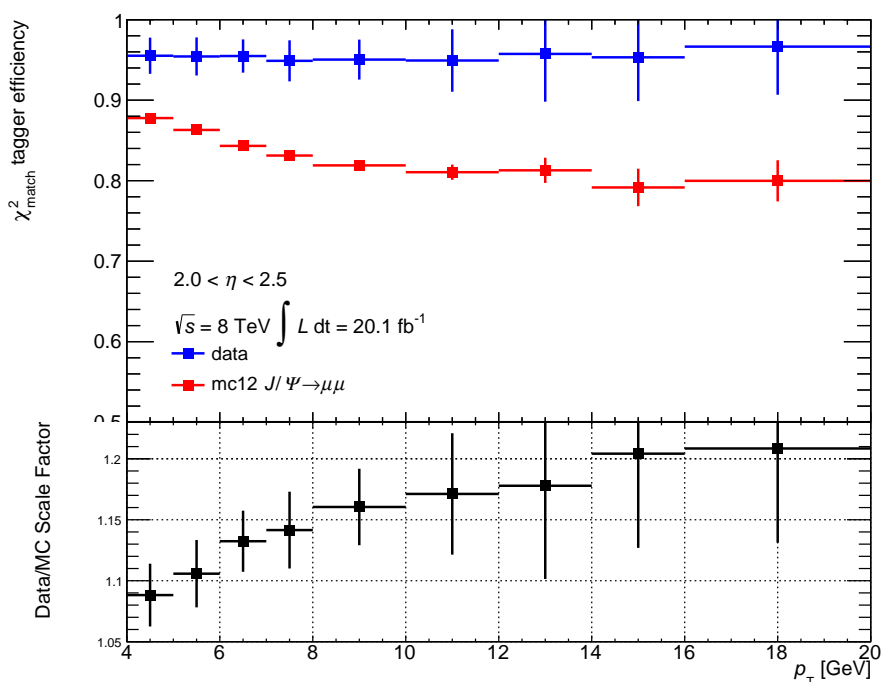 χ²match tagger efficiency
1
0.9
0.8
0.7
0.6
0.5
2.0 < η < 2.5
√s = 8 TeV ∫ L dt = 20.1 fb⁻¹
data
mc12 J/Ψ→μμ
Data/MC Scale Factor
1.2
1.15
1.1
1.05
4 6 8 10 12 14 16 18 20
pT [GeV]